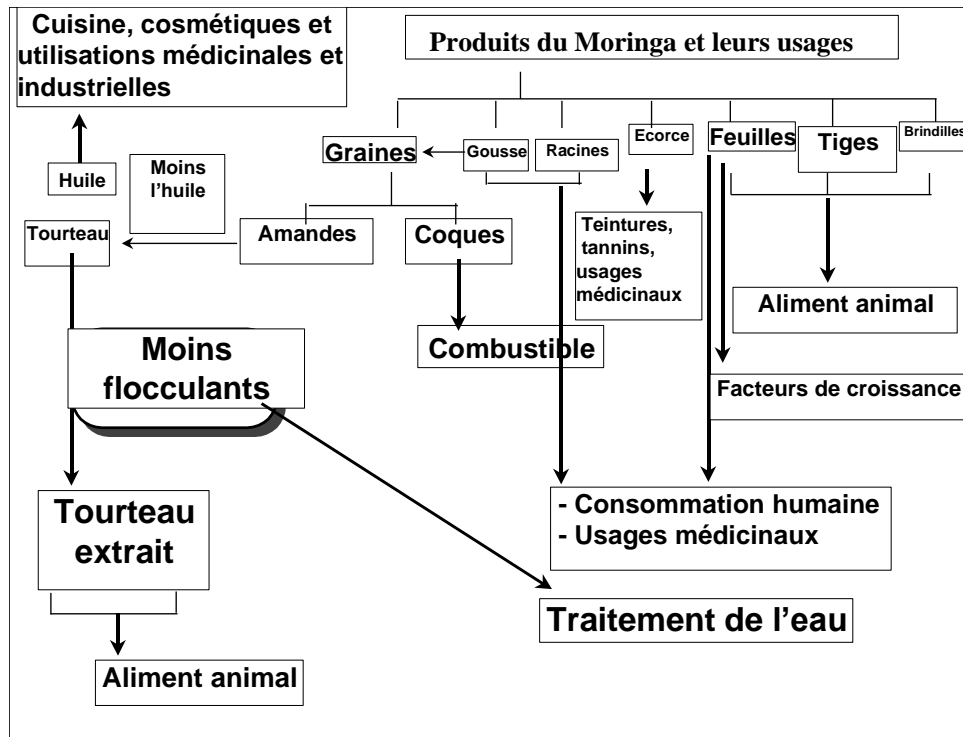 Cuisine, cosmétiques et
utilisations médicinales et
industrielles
Produits du Moringa et leurs usages
Graines
Gousse
Racines
Ecorce
Feuilles
Tiges
Brindilles
Huile
Moins
l’huile
Tourteau
Amandes
Coques
Teintures,
tannins,
usages
médicinaux
Aliment animal
Combustible
Moins
flocculants
Facteurs de croissance
Tourteau
extrait
- Consommation humaine
- Usages médicinaux
Traitement de l’eau
Aliment animal